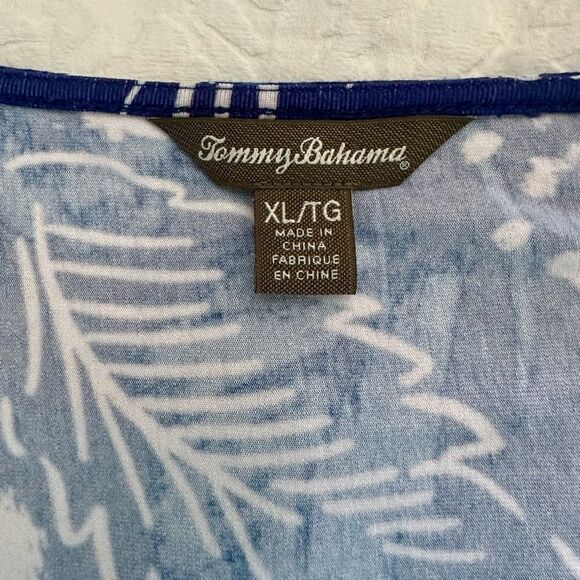 Tommy Bahama®
XL/TG
MADE IN
CHINA
FABRIQUE
EN CHINE